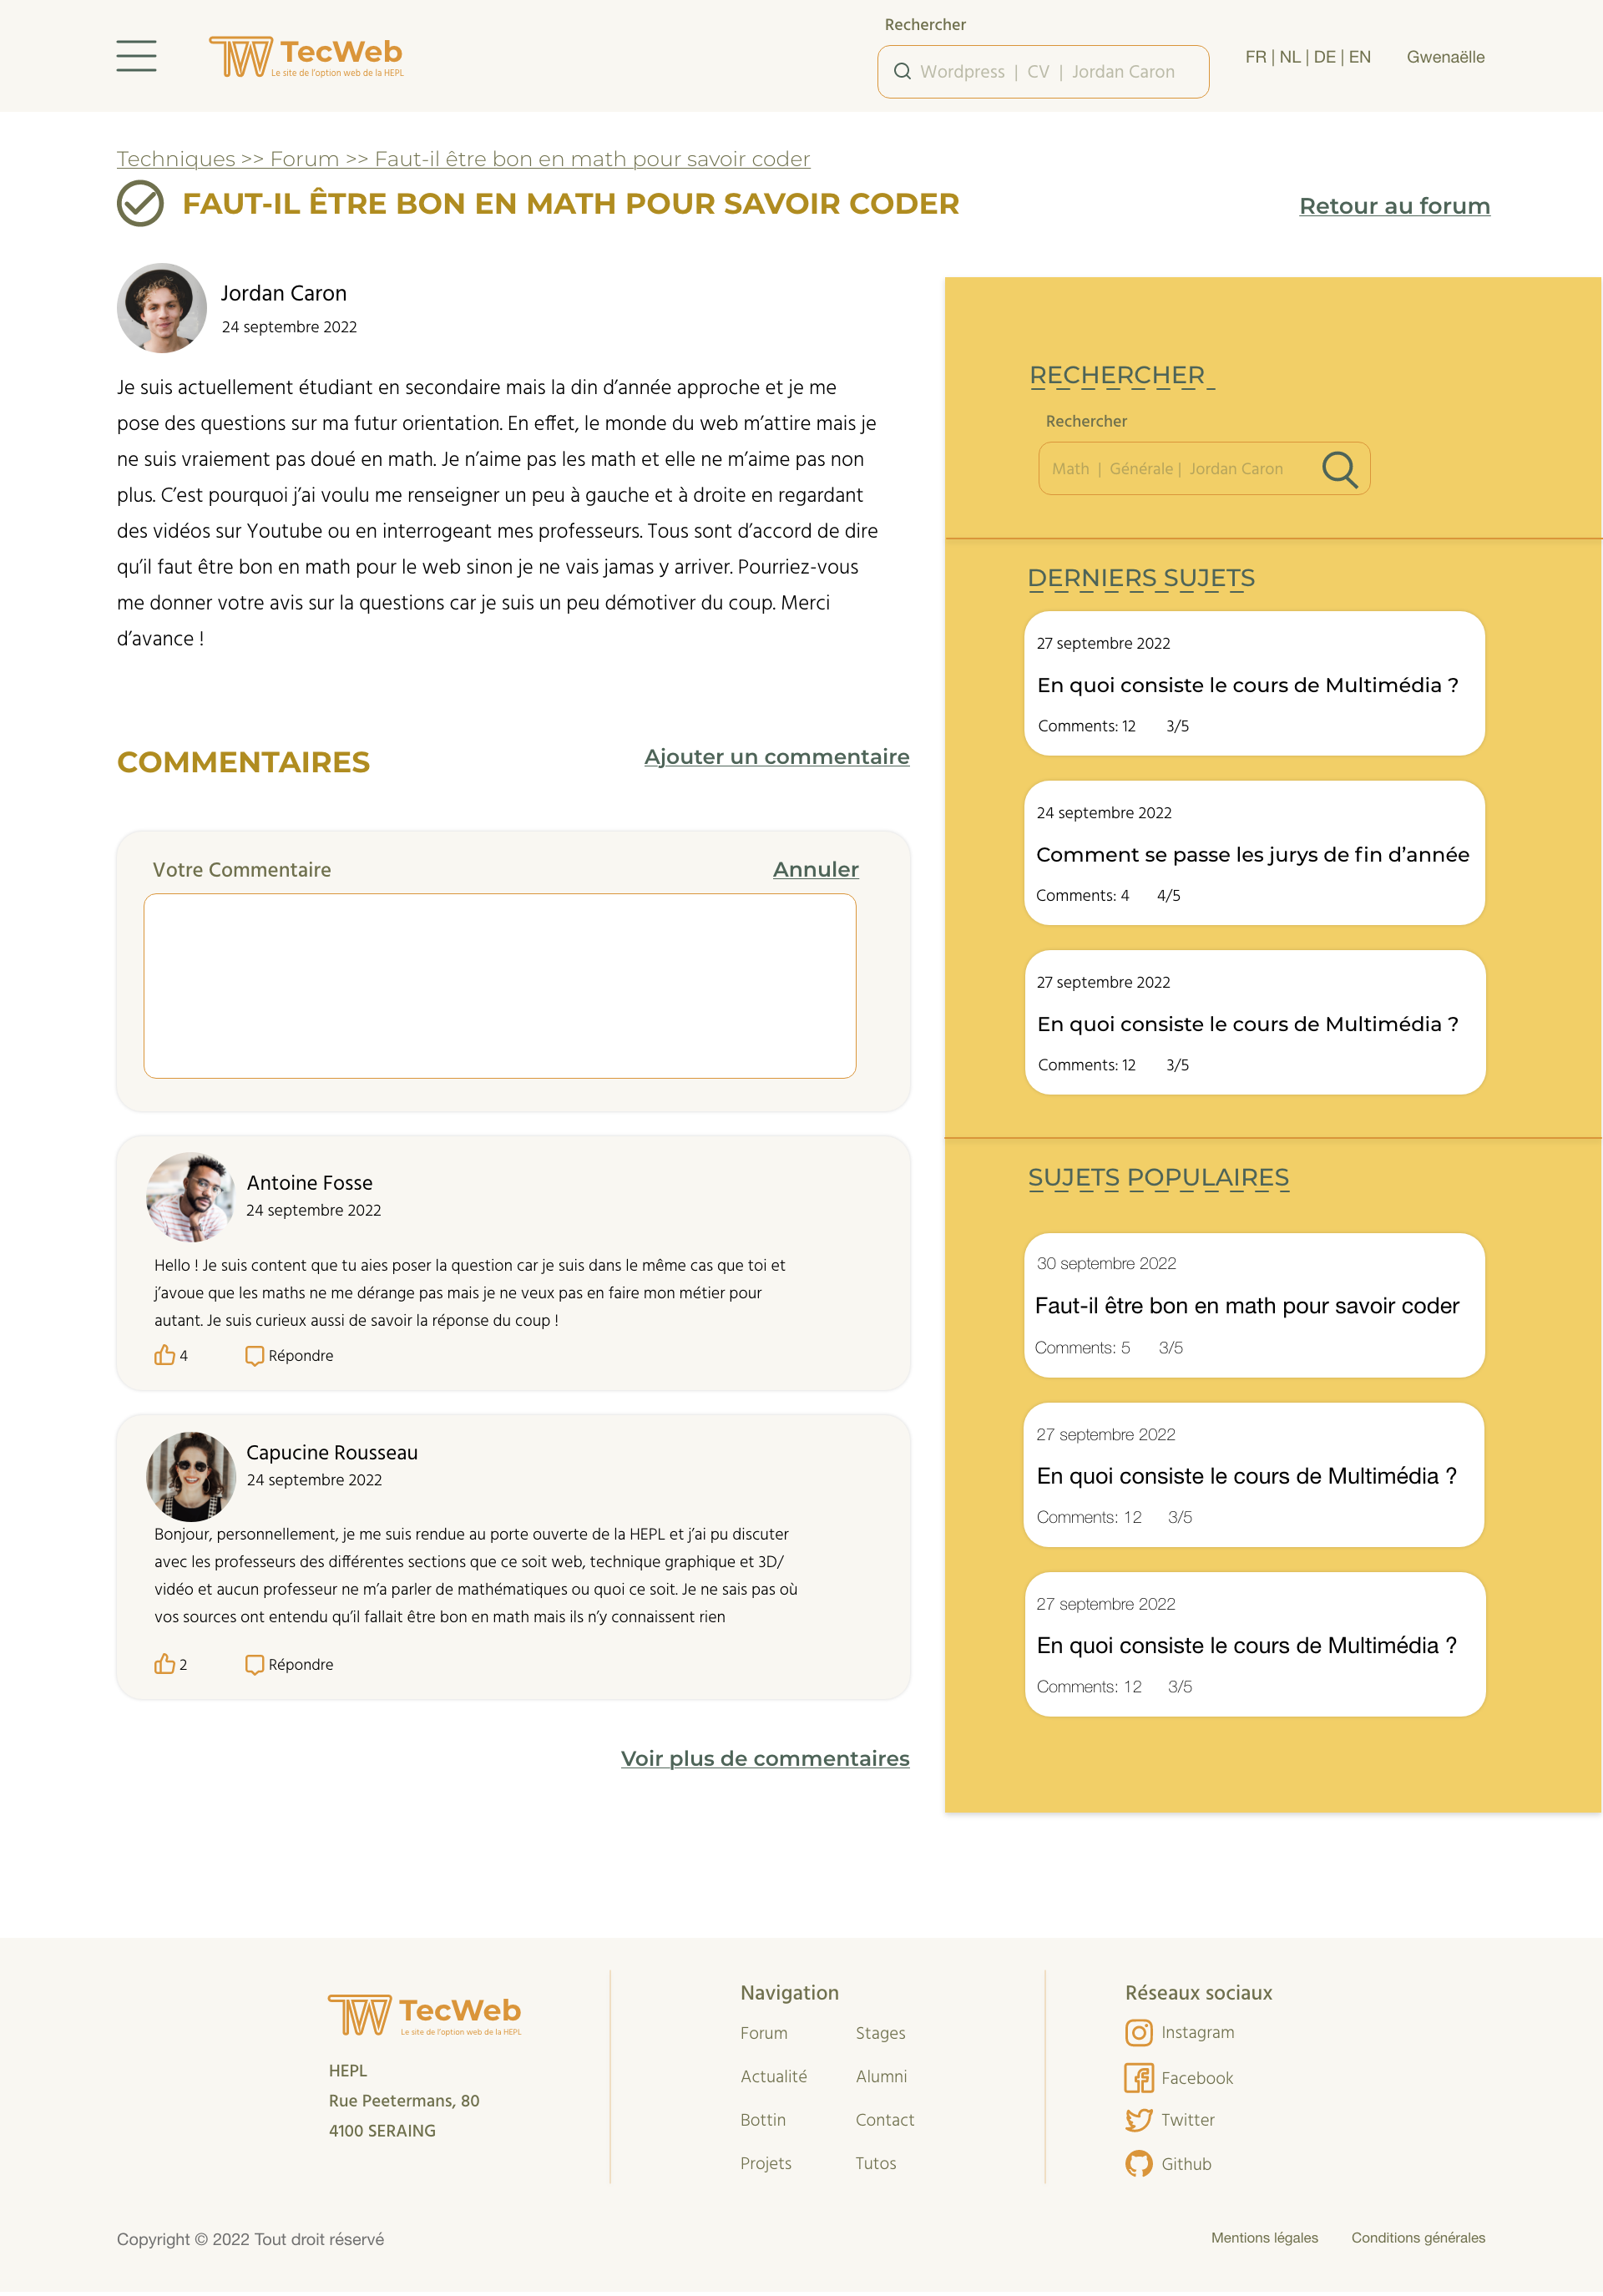 Rechercher
TecWeb
Le site de l'option web de la HEPL
Wordpress | CV | Jordan Caron
FR | NL | DE | EN
Gwenaëlle
Techniques >> Forum >> Faut-il être bon en math pour savoir coder
FAUT-IL ÊTRE BON EN MATH POUR SAVOIR CODER
Retour au forum
Jordan Caron
24 septembre 2022
Je suis actuellement étudiant en secondaire mais la din d’année approche et je me
pose des questions sur ma futur orientation. En effet, le monde du web m’attire mais je
ne suis vraiement pas doué en math. Je n’aime pas les math et elle ne m’aime pas non
plus. C’est pourquoi j’ai voulu me renseigner un peu à gauche et à droite en regardant
des vidéos sur Youtube ou en interrogeant mes professeurs. Tous sont d’accord de dire
qu’il faut être bon en math pour le web sinon je ne vais jamas y arriver. Pourriez-vous
me donner votre avis sur la questions car je suis un peu démotiver du coup. Merci
d’avance !
COMMENTAIRES
Ajouter un commentaire
Votre Commentaire
Annuler
Antoine Fosse
24 septembre 2022
Hello ! Je suis content que tu aies poser la question car je suis dans le même cas que toi et
j’avoue que les maths ne me dérange pas mais je ne veux pas en faire mon métier pour
autant. Je suis curieux aussi de savoir la réponse du coup !
4 Répondre
Capucine Rousseau
24 septembre 2022
Bonjour, personnellement, je me suis rendue au porte ouverte de la HEPL et j’ai pu discuter
avec les professeurs des différentes sections que ce soit web, technique graphique et 3D/
vidéo et aucun professeur ne m’a parler de mathématiques ou quoi ce soit. Je ne sais pas où
vos sources ont entendu qu’il fallait être bon en math mais ils n’y connaissent rien
2 Répondre
Voir plus de commentaires
RECHERCHER
Rechercher
Math | Générale | Jordan Caron
DERNIERS SUJETS
27 septembre 2022
En quoi consiste le cours de Multimédia ?
Comments: 12 3/5
24 septembre 2022
Comment se passe les jurys de fin d’année
Comments: 4 4/5
27 septembre 2022
En quoi consiste le cours de Multimédia ?
Comments: 12 3/5
SUJETS POPULAIRES
30 septembre 2022
Faut-il être bon en math pour savoir coder
Comments: 5 3/5
27 septembre 2022
En quoi consiste le cours de Multimédia ?
Comments: 12 3/5
27 septembre 2022
En quoi consiste le cours de Multimédia ?
Comments: 12 3/5
TecWeb
Le site de l'option web de la HEPL
HEPL
Rue Peetermans, 80
4100 SERAING
Navigation
Forum Stages
Actualité Alumni
Bottin Contact
Projets Tutos
Réseaux sociaux
Instagram
Facebook
Twitter
Github
Copyright © 2022 Tout droit réservé
Mentions légales
Conditions générales